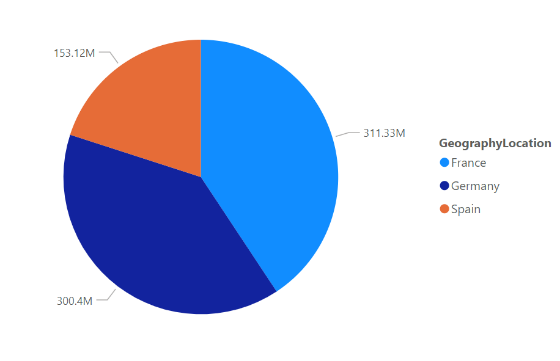 153.12M
311.33M
300.4M
GeographyLocation
France
Germany
Spain